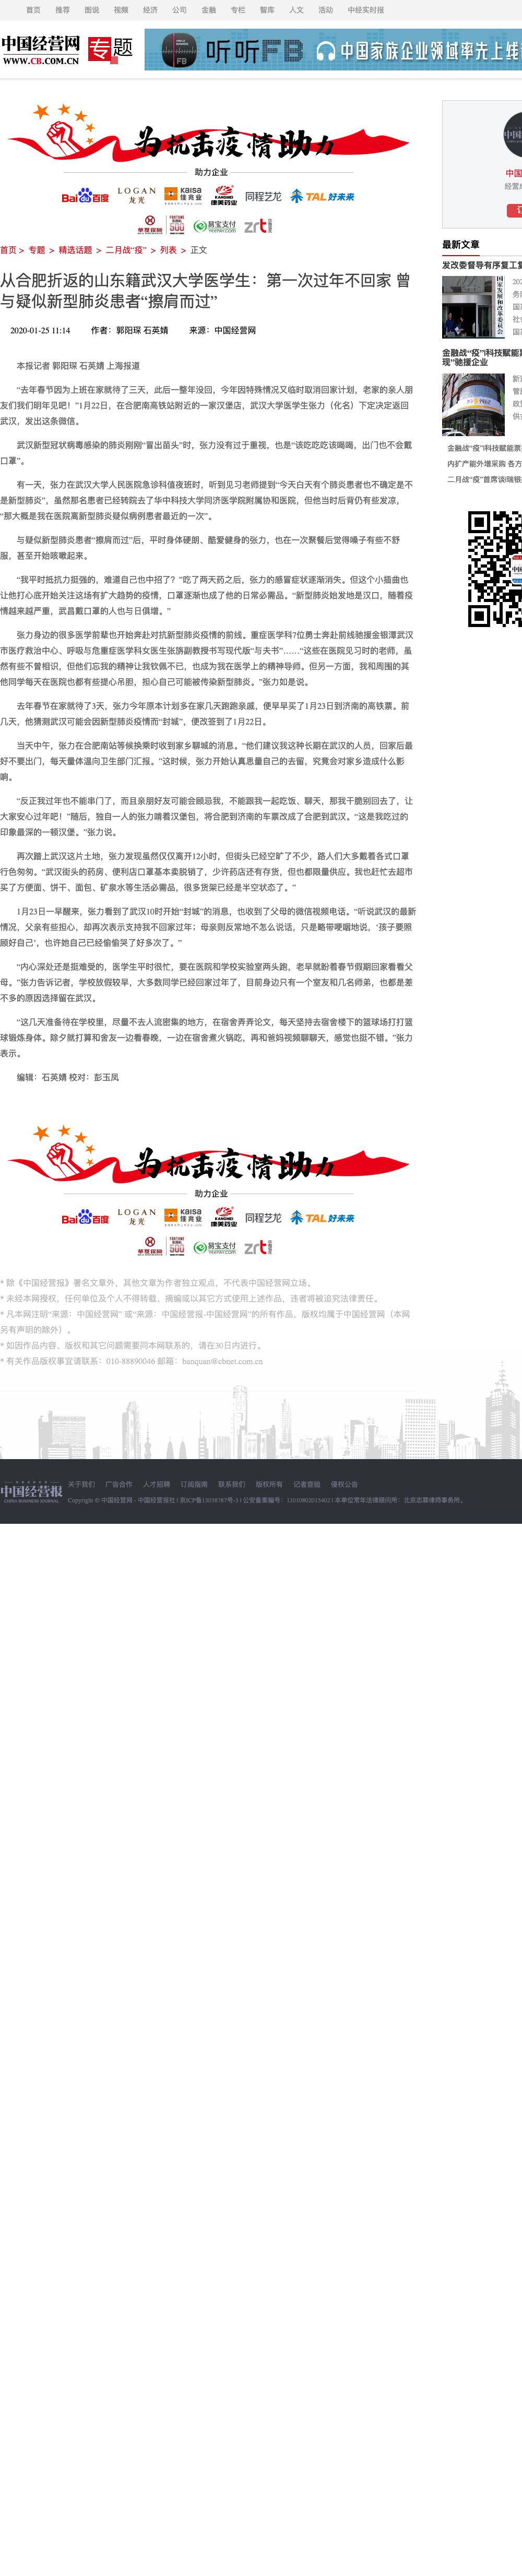 首页 推荐 图说 视频 经济 公司 金融 专栏 智库 人文 活动 中经实时报
中国经营网
WWW.CB.COM.CN
专题
听听FB
中国家族企业领域率先上线
为抗击疫情助力
助力企业
Bai百度 LOGAN 龙光 Kaisa 佳兆业 KANGMEI 康美药业 同程艺龙 TAL 好未来
荣盛发展 FORTUNE GLOBAL 500 易宝支付 YEEPAY.COM zrt
首页 > 专题 > 精选话题 > 二月战“疫” > 列表 > 正文
从合肥折返的山东籍武汉大学医学生：第一次过年不回家 曾
与疑似新型肺炎患者“擦肩而过”
2020-01-25 11:14 作者：郭阳琛 石英婧 来源：中国经营网
本报记者 郭阳琛 石英婧 上海报道
“去年春节因为上班在家就待了三天，此后一整年没回，今年因特殊情况又临时取消回家计划，老家的亲人朋
友们我们明年见吧！”1月22日，在合肥南高铁站附近的一家汉堡店，武汉大学医学生张力（化名）下定决定返回
武汉，发出这条微信。
武汉新型冠状病毒感染的肺炎刚刚“冒出苗头”时，张力没有过于重视，也是“该吃吃吃该喝喝，出门也不会戴
口罩”。
有一天，张力在武汉大学人民医院急诊科值夜班时，听到见习老师提到“今天白天有个肺炎患者也不确定是不
是新型肺炎”，虽然那名患者已经转院去了华中科技大学同济医学院附属协和医院，但他当时后背仍有些发凉，
“那大概是我在医院离新型肺炎疑似病例患者最近的一次”。
与疑似新型肺炎患者“擦肩而过”后，平时身体硬朗、酷爱健身的张力，也在一次聚餐后觉得嗓子有些不舒
服，甚至开始咳嗽起来。
“我平时抵抗力挺强的，难道自己也中招了？”吃了两天药之后，张力的感冒症状逐渐消失。但这个小插曲也
让他打心底开始关注这场有扩大趋势的疫情，口罩逐渐也成了他的日常必需品。“新型肺炎始发地是汉口，随着疫
情越来越严重，武昌戴口罩的人也与日俱增。”
张力身边的很多医学前辈也开始奔赴对抗新型肺炎疫情的前线。重症医学科7位勇士奔赴前线驰援金银潭武汉
市医疗救治中心、呼吸与危重症医学科女医生张旃副教授书写现代版“与夫书”……“这些在医院见习时的老师，虽
然有些不曾相识，但他们忘我的精神让我钦佩不已，也成为我在医学上的精神导师。但另一方面，我和周围的其
他同学每天在医院也都有些提心吊胆，担心自己可能被传染新型肺炎。”张力如是说。
去年春节在家就待了3天，张力今年原本计划多在家几天跑跑亲戚，便早早买了1月23日到济南的高铁票。前
几天，他猜测武汉可能会因新型肺炎疫情而“封城”，便改签到了1月22日。
当天中午，张力在合肥南站等候换乘时收到家乡聊城的消息。“他们建议我这种长期在武汉的人员，回家后最
好不要出门，每天量体温向卫生部门汇报。”这时候，张力开始认真思量自己的去留，究竟会对家乡造成什么影
响。
“反正我过年也不能串门了，而且亲朋好友可能会顾忌我，不能跟我一起吃饭、聊天，那我干脆别回去了，让
大家安心过年吧！”随后，独自一人的张力啃着汉堡包，将合肥到济南的车票改成了合肥到武汉。“这是我吃过的
印象最深的一顿汉堡。”张力说。
再次踏上武汉这片土地，张力发现虽然仅仅离开12小时，但街头已经空旷了不少，路人们大多戴着各式口罩
行色匆匆。“武汉街头的药房、便利店口罩基本卖脱销了，少许药店还有存货，但也都限量供应。我也赶忙去超市
买了方便面、饼干、面包、矿泉水等生活必需品，很多货架已经是半空状态了。”
1月23日一早醒来，张力看到了武汉10时开始“封城”的消息，也收到了父母的微信视频电话。“听说武汉的最新
情况，父亲有些担心，却再次表示支持我不回家过年；母亲则反常地不怎么说话，只是略带哽咽地说，‘孩子要照
顾好自己’，也许她自己已经偷偷哭了好多次了。”
“内心深处还是挺难受的，医学生平时很忙，要在医院和学校实验室两头跑，老早就盼着春节假期回家看看父
母。”张力告诉记者，学校放假较早，大多数同学已经回家过年了，目前身边只有一个室友和几名师弟，也都是差
不多的原因选择留在武汉。
“这几天准备待在学校里，尽量不去人流密集的地方，在宿舍弄弄论文，每天坚持去宿舍楼下的篮球场打打篮
球锻炼身体。除夕就打算和舍友一边看春晚，一边在宿舍煮火锅吃，再和爸妈视频聊聊天，感觉也挺不错。”张力
表示。
编辑：石英婧 校对：彭玉凤
为抗击疫情助力
助力企业
Bai百度 LOGAN 龙光 Kaisa 佳兆业 KANGMEI 康美药业 同程艺龙 TAL 好未来
荣盛发展 FORTUNE GLOBAL 500 易宝支付 YEEPAY.COM zrt
* 除《中国经营报》署名文章外，其他文章为作者独立观点，不代表中国经营网立场。
* 未经本网授权，任何单位及个人不得转载、摘编或以其它方式使用上述作品，违者将被追究法律责任。
* 凡本网注明“来源：中国经营网” 或“来源：中国经营报-中国经营网”的所有作品，版权均属于中国经营网（本网
另有声明的除外）。
* 如因作品内容、版权和其它问题需要同本网联系的，请在30日内进行。
* 有关作品版权事宜请联系：010-88890046 邮箱：banquan@cbnet.com.cn
最新文章
发改委督导有序复工复
国家发展和改革委员会
金融战“疫”|科技赋能票
现”驰援企业
金融战“疫”|科技赋能票
内扩产能外增采购 各方
二月战“疫”首席谈|瑞银
中国经营报
CHINA BUSINESS JOURNAL
关于我们 广告合作 人才招聘 订阅指南 联系我们 版权所有 记者查验 侵权公告
Copyright © 中国经营网 - 中国经营报社 | 京ICP备13038787号-3 | 公安备案编号：11010802015402 | 本单位常年法律顾问所：北京志霖律师事务所。